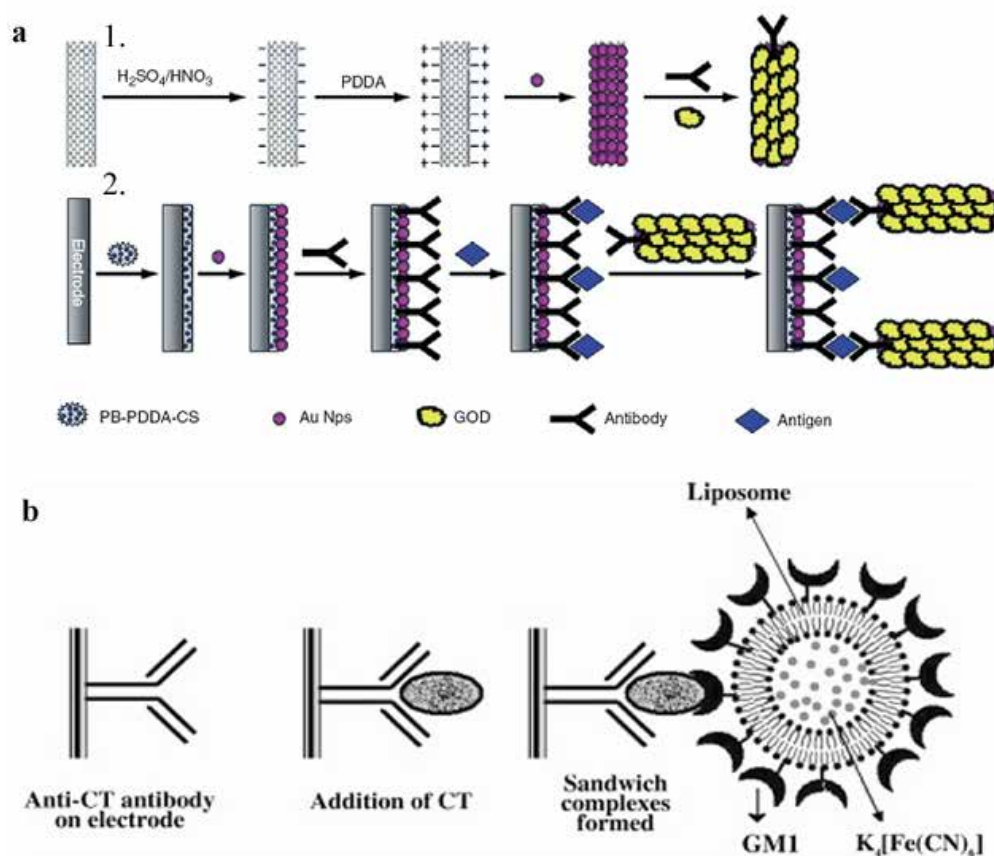 a
1.
H₂SO₄/HNO₃
PDDA
2.
Electrode
PB-PDDA-CS
Au Nps
GOD
Antibody
Antigen
b
Liposome
Anti-CT antibody
on electrode
Addition of CT
Sandwich
complexes
formed
GM1
K₄[Fe(CN)₆]